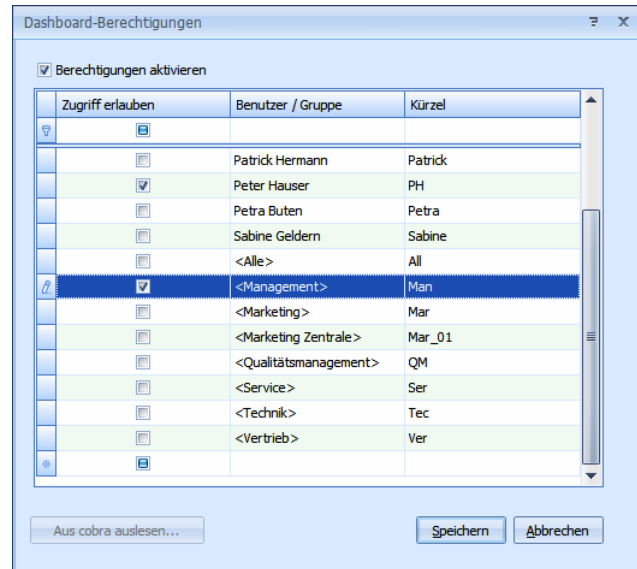 Dashboard-Berechtigungen
Berechtigungen aktivieren
Zugriff erlauben Benutzer / Gruppe Kürzel
Patrick Hermann Patrick
Peter Hauser PH
Petra Buten Petra
Sabine Geldern Sabine
<Alle> All
<Management> Man
<Marketing> Mar
<Marketing Zentrale> Mar_01
<Qualitätsmanagement> QM
<Service> Ser
<Technik> Tec
<Vertrieb> Ver
Aus cobra auslesen... Speichern Abbrechen